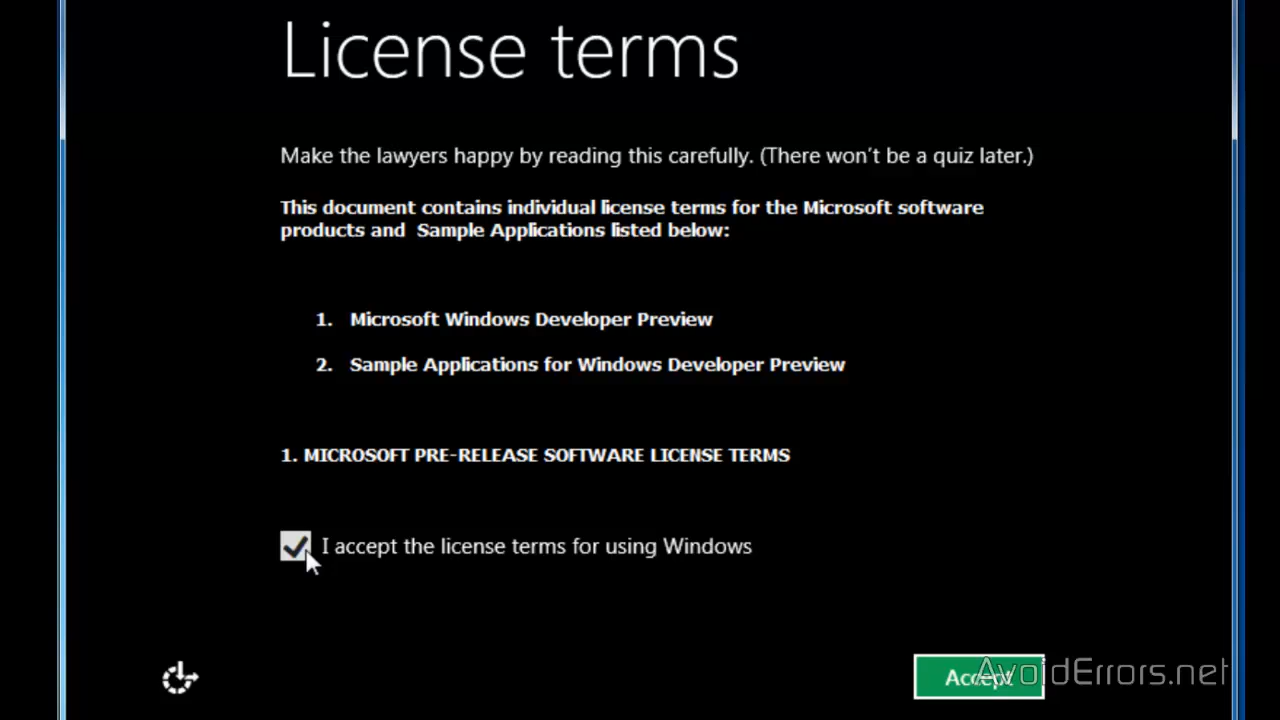 License terms
Make the lawyers happy by reading this carefully. (There won't be a quiz later.)
This document contains individual license terms for the Microsoft software
products and  Sample Applications listed below:
1. Microsoft Windows Developer Preview
2. Sample Applications for Windows Developer Preview
1. MICROSOFT PRE-RELEASE SOFTWARE LICENSE TERMS
I accept the license terms for using Windows
Accept
AvoidErrors.net